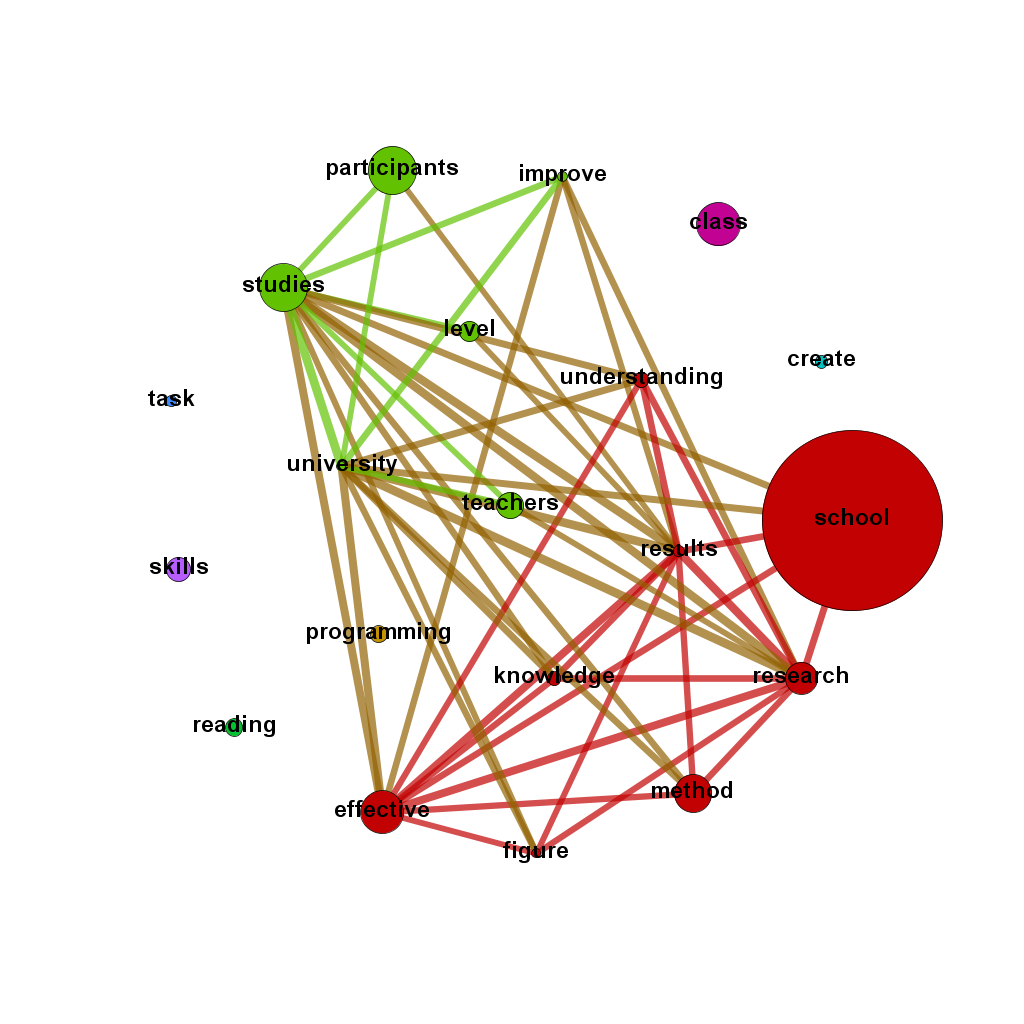 participants
improve
class
studies
level
create
understanding
task
university
teachers
school
results
skills
programming
knowledge
research
reading
method
effective
figure